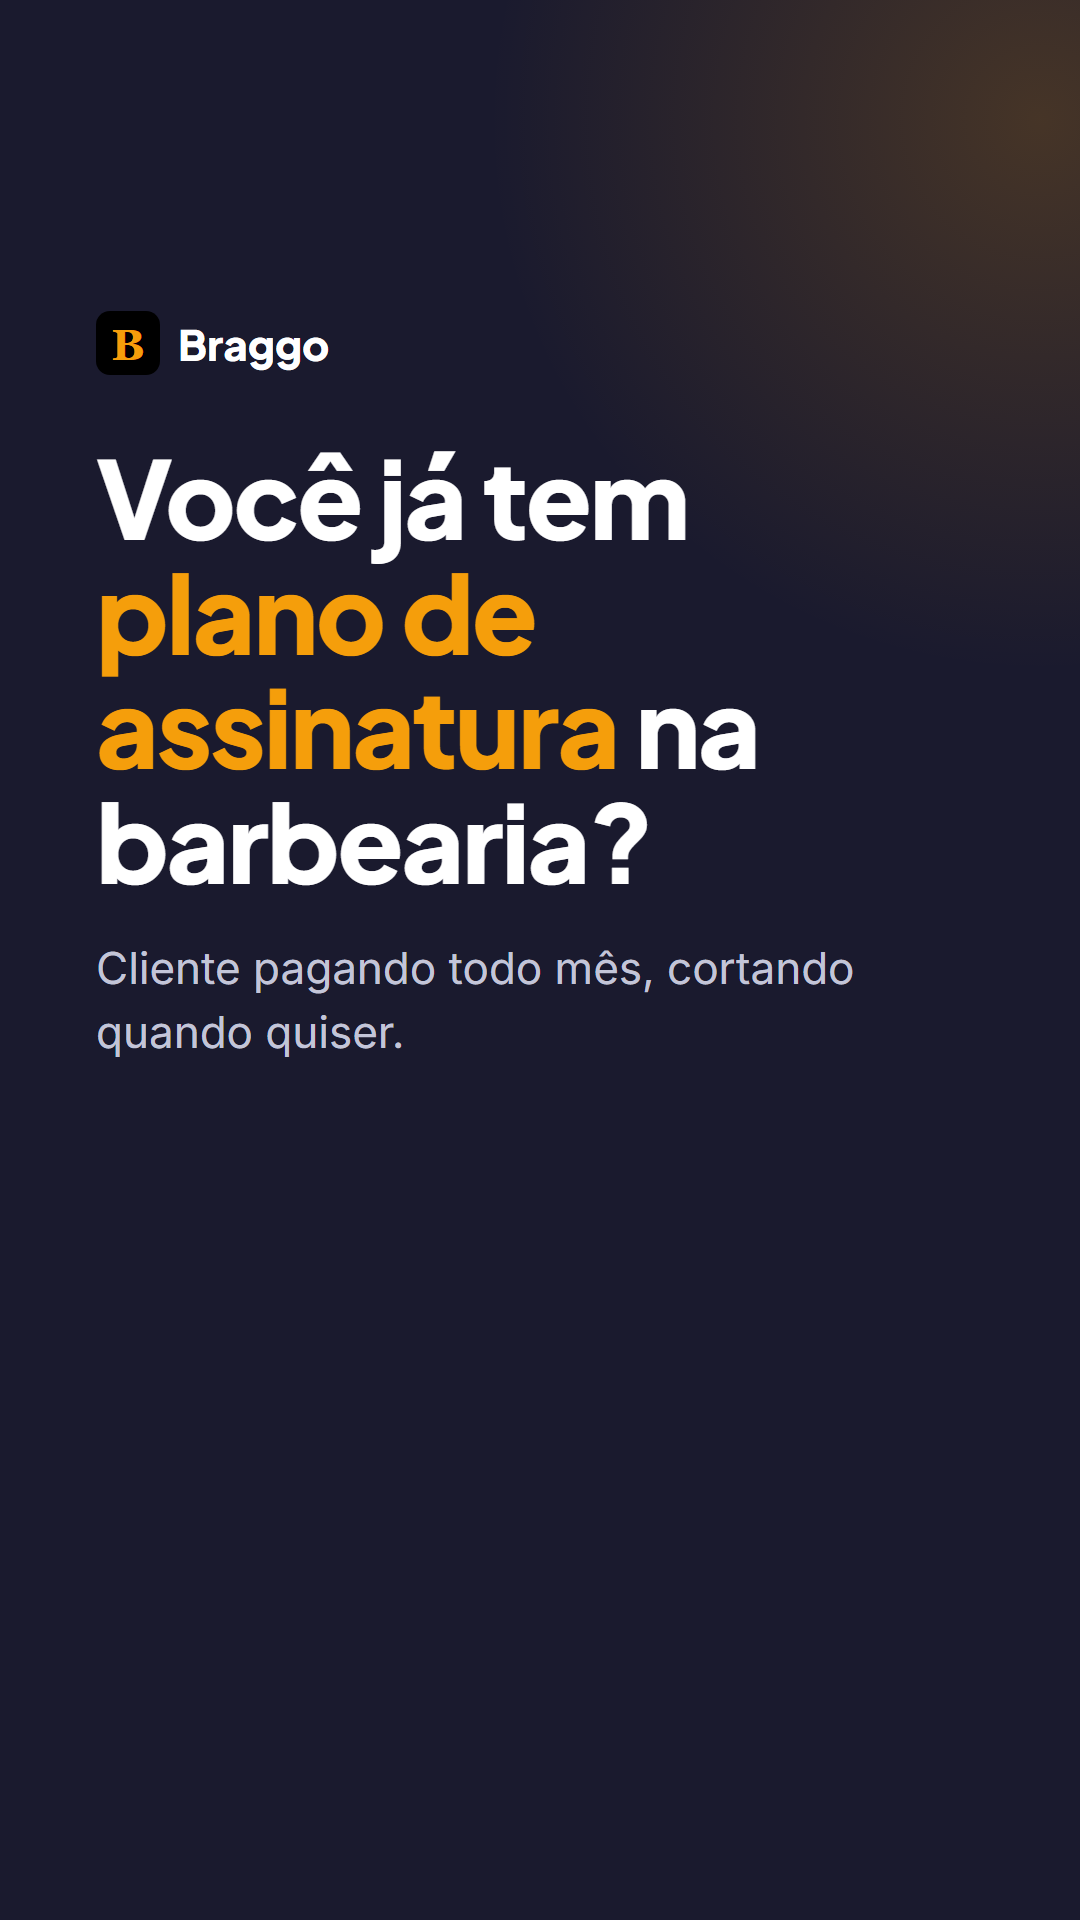 B Braggo
Você já tem
plano de
assinatura na
barbearia?
Cliente pagando todo mês, cortando
quando quiser.